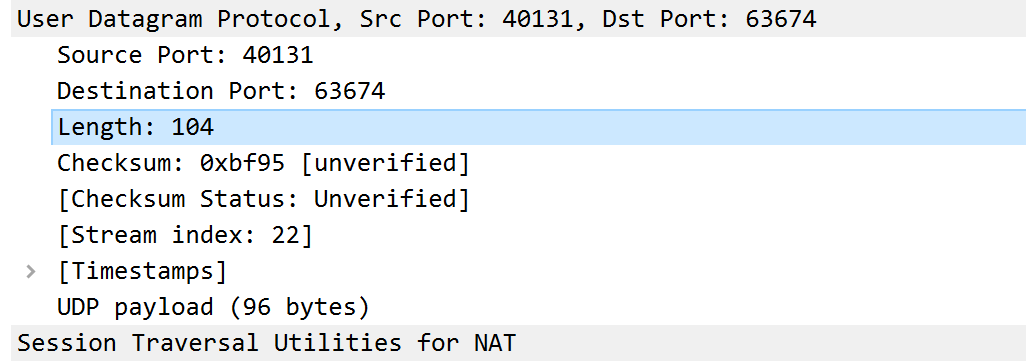 User Datagram Protocol, Src Port: 40131, Dst Port: 63674
Source Port: 40131
Destination Port: 63674
Length: 104
Checksum: 0xbf95 [unverified]
[Checksum Status: Unverified]
[Stream index: 22]
[Timestamps]
UDP payload (96 bytes)
Session Traversal Utilities for NAT